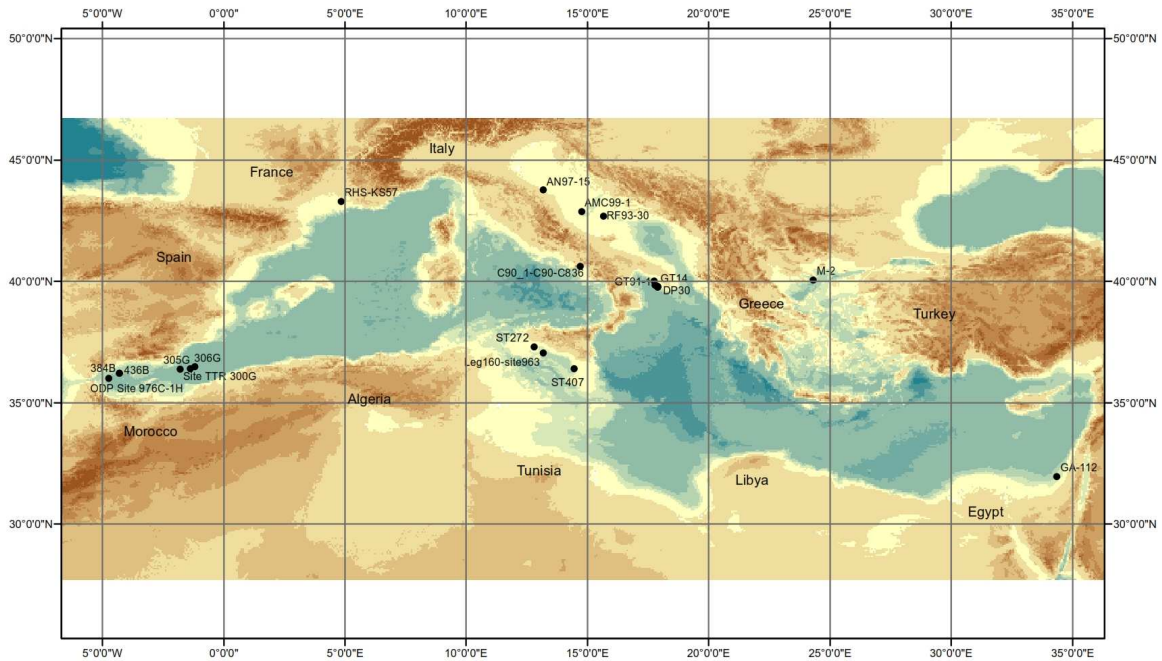 5°0'0"W 0°0'0"E 5°0'0"E 10°0'0"E 15°0'0"E 20°0'0"E 25°0'0"E 30°0'0"E 35°0'0"E
50°0'0"N 50°0'0"N
45°0'0"N 45°0'0"N
Italy
France
AN97-15
RHS-KS57
AMC99-1
RF93-30
Spain
C90_1-C90-C836
GT14
M-2
GT91-1
DP30
40°0'0"N 40°0'0"N
Greece
Turkey
ST272
305G 306G
Leg160-site963
384B 436B
Site TTR 300G
ODP Site 976C-1H
ST407
Algeria
35°0'0"N 35°0'0"N
Morocco
Tunisia
Libya
GA-112
Egypt
30°0'0"N 30°0'0"N
5°0'0"W 0°0'0"E 5°0'0"E 10°0'0"E 15°0'0"E 20°0'0"E 25°0'0"E 30°0'0"E 35°0'0"E